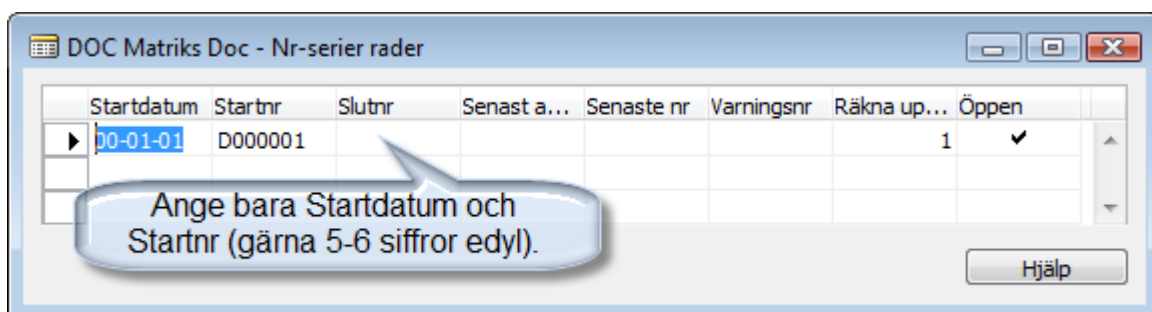 DOC Matriks Doc - Nr-serier rader
Startdatum Startnr Slutnr Senast a... Senaste nr Varningsnr Räkna up... Öppen
00-01-01 D000001 1
Ange bara Startdatum och
Startnr (gärna 5-6 siffror edyl).
Hjälp